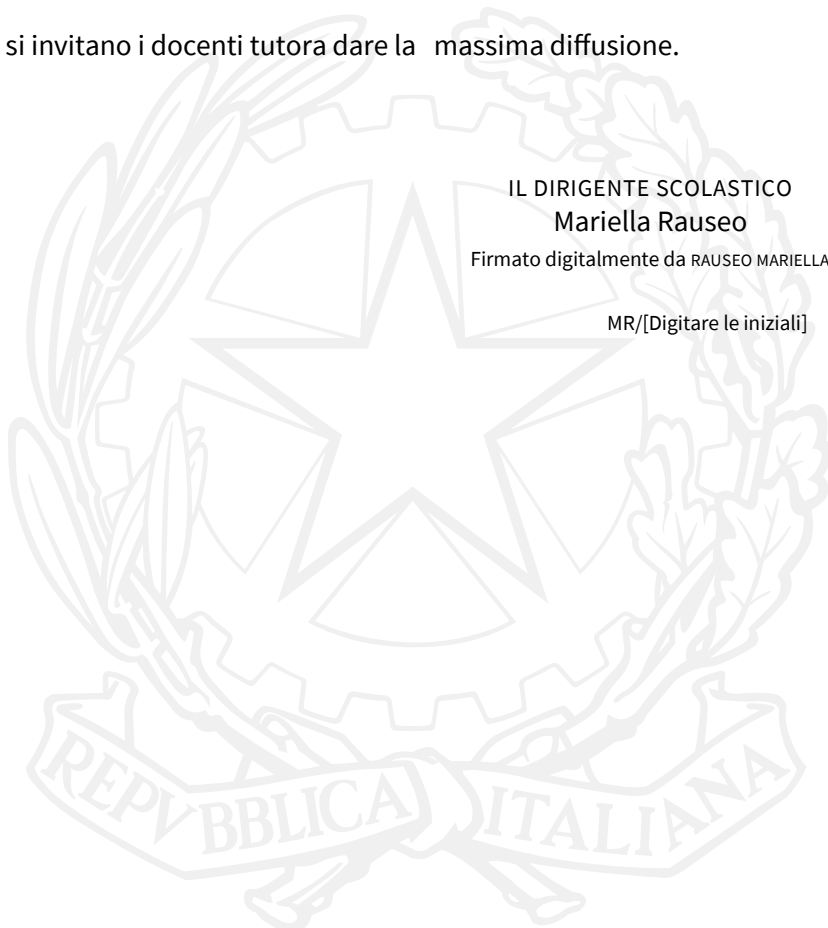 si invitano i docenti tutora dare la massima diffusione.
IL DIRIGENTE SCOLASTICO
Mariella Rauseo
Firmato digitalmente da RAUSEO MARIELLA
MR/[Digitare le iniziali]
REPVBBLICA ITALIANA